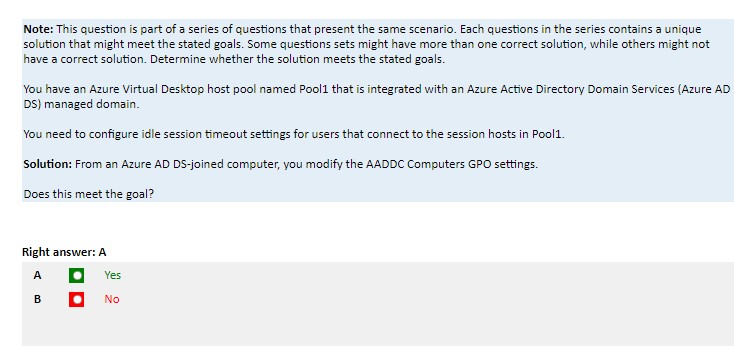 Note: This question is part of a series of questions that present the same scenario. Each questions in the series contains a unique
solution that might meet the stated goals. Some questions sets might have more than one correct solution, while others might not
have a correct solution. Determine whether the solution meets the stated goals.
You have an Azure Virtual Desktop host pool named Pool1 that is integrated with an Azure Active Directory Domain Services (Azure AD
DS) managed domain.
You need to configure idle session timeout settings for users that connect to the session hosts in Pool1.
Solution: From an Azure AD DS-joined computer, you modify the AADDC Computers GPO settings.
Does this meet the goal?
Right answer: A
A Yes
B No